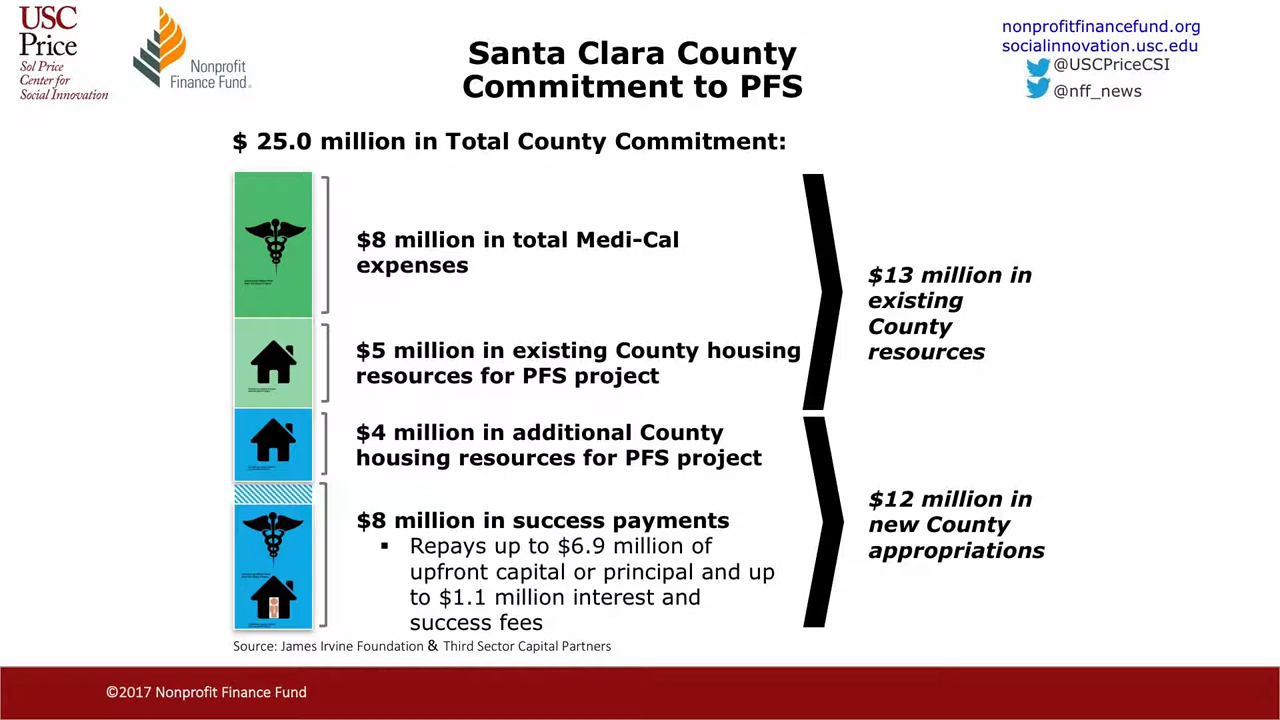 USC
Price
Sol Price
Center for
Social Innovation
Nonprofit
Finance Fund®
Santa Clara County
Commitment to PFS
nonprofitfinancefund.org
socialinnovation.usc.edu
@USCPriceCSI
@nff_news
$ 25.0 million in Total County Commitment:
$8 million in total Medi-Cal
expenses
$5 million in existing County housing
resources for PFS project
$13 million in
existing
County
resources
$4 million in additional County
housing resources for PFS project
$8 million in success payments
▪ Repays up to $6.9 million of
upfront capital or principal and up
to $1.1 million interest and
success fees
$12 million in
new County
appropriations
Source: James Irvine Foundation & Third Sector Capital Partners
©2017 Nonprofit Finance Fund